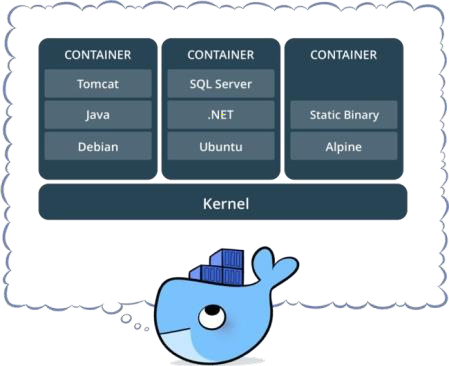 CONTAINER
Tomcat
Java
Debian
CONTAINER
SQL Server
.NET
Ubuntu
CONTAINER
Static Binary
Alpine
Kernel